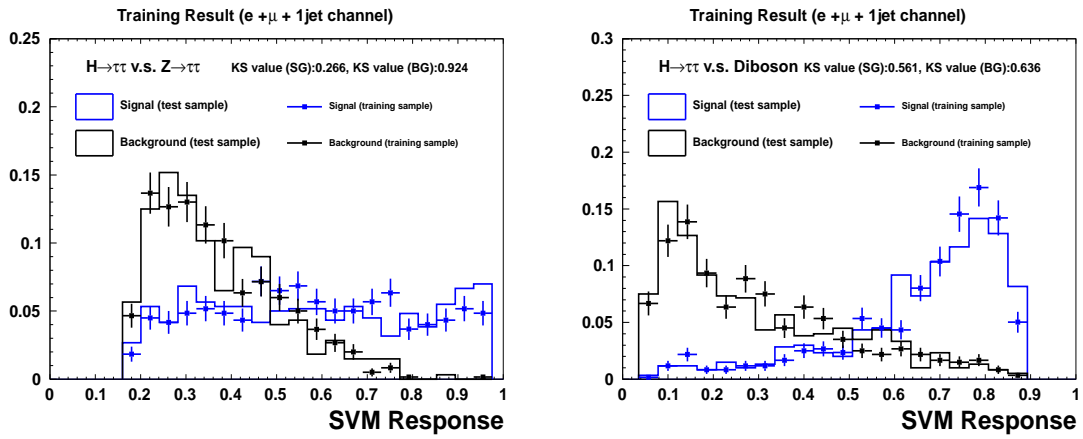 Training Result (e +μ + 1jet channel)
0.25
0.2
0.15
0.1
0.05
0
H→ττ v.s. Z→ττ KS value (SG):0.266, KS value (BG):0.924
Signal (test sample) Signal (training sample)
Background (test sample) Background (training sample)
0 0.1 0.2 0.3 0.4 0.5 0.6 0.7 0.8 0.9 1
SVM Response
Training Result (e +μ + 1jet channel)
0.3
0.25
0.2
0.15
0.1
0.05
0
H→ττ v.s. Diboson KS value (SG):0.561, KS value (BG):0.636
Signal (test sample) Signal (training sample)
Background (test sample) Background (training sample)
0 0.1 0.2 0.3 0.4 0.5 0.6 0.7 0.8 0.9 1
SVM Response